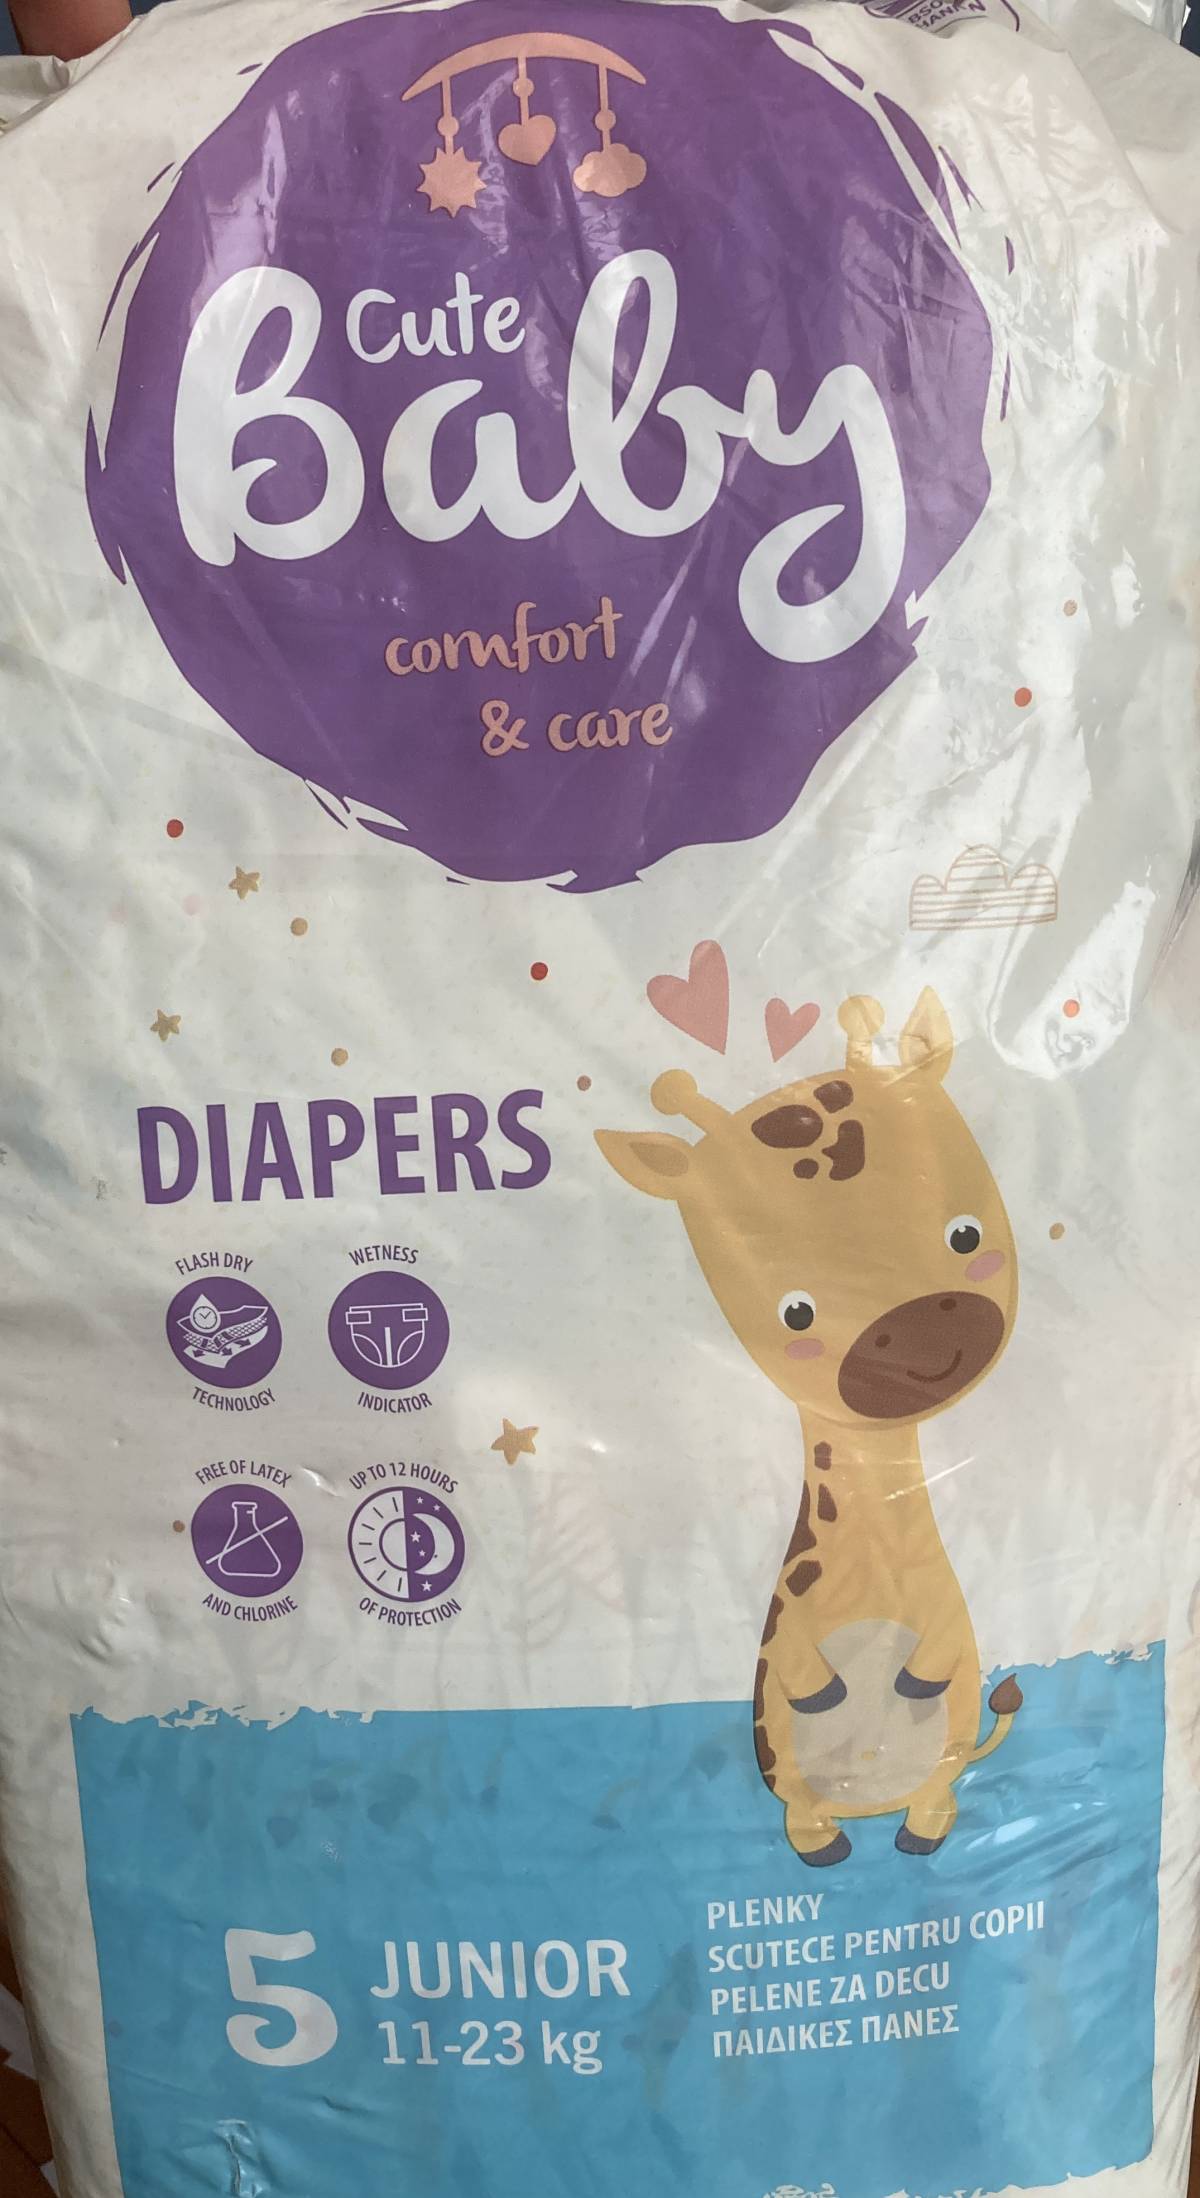 Cute
Baby
comfort
& care
DIAPERS
FLASH DRY
TECHNOLOGY
WETNESS
INDICATOR
FREE OF LATEX
AND CHLORINE
UP TO 12 HOURS
OF PROTECTION
5
JUNIOR
11-23 kg
PLENKY
SCUTECE PENTRU COPII
PELENE ZA DECU
ΠΑΙΔΙΚΕΣ ΠΑΝΕΣ